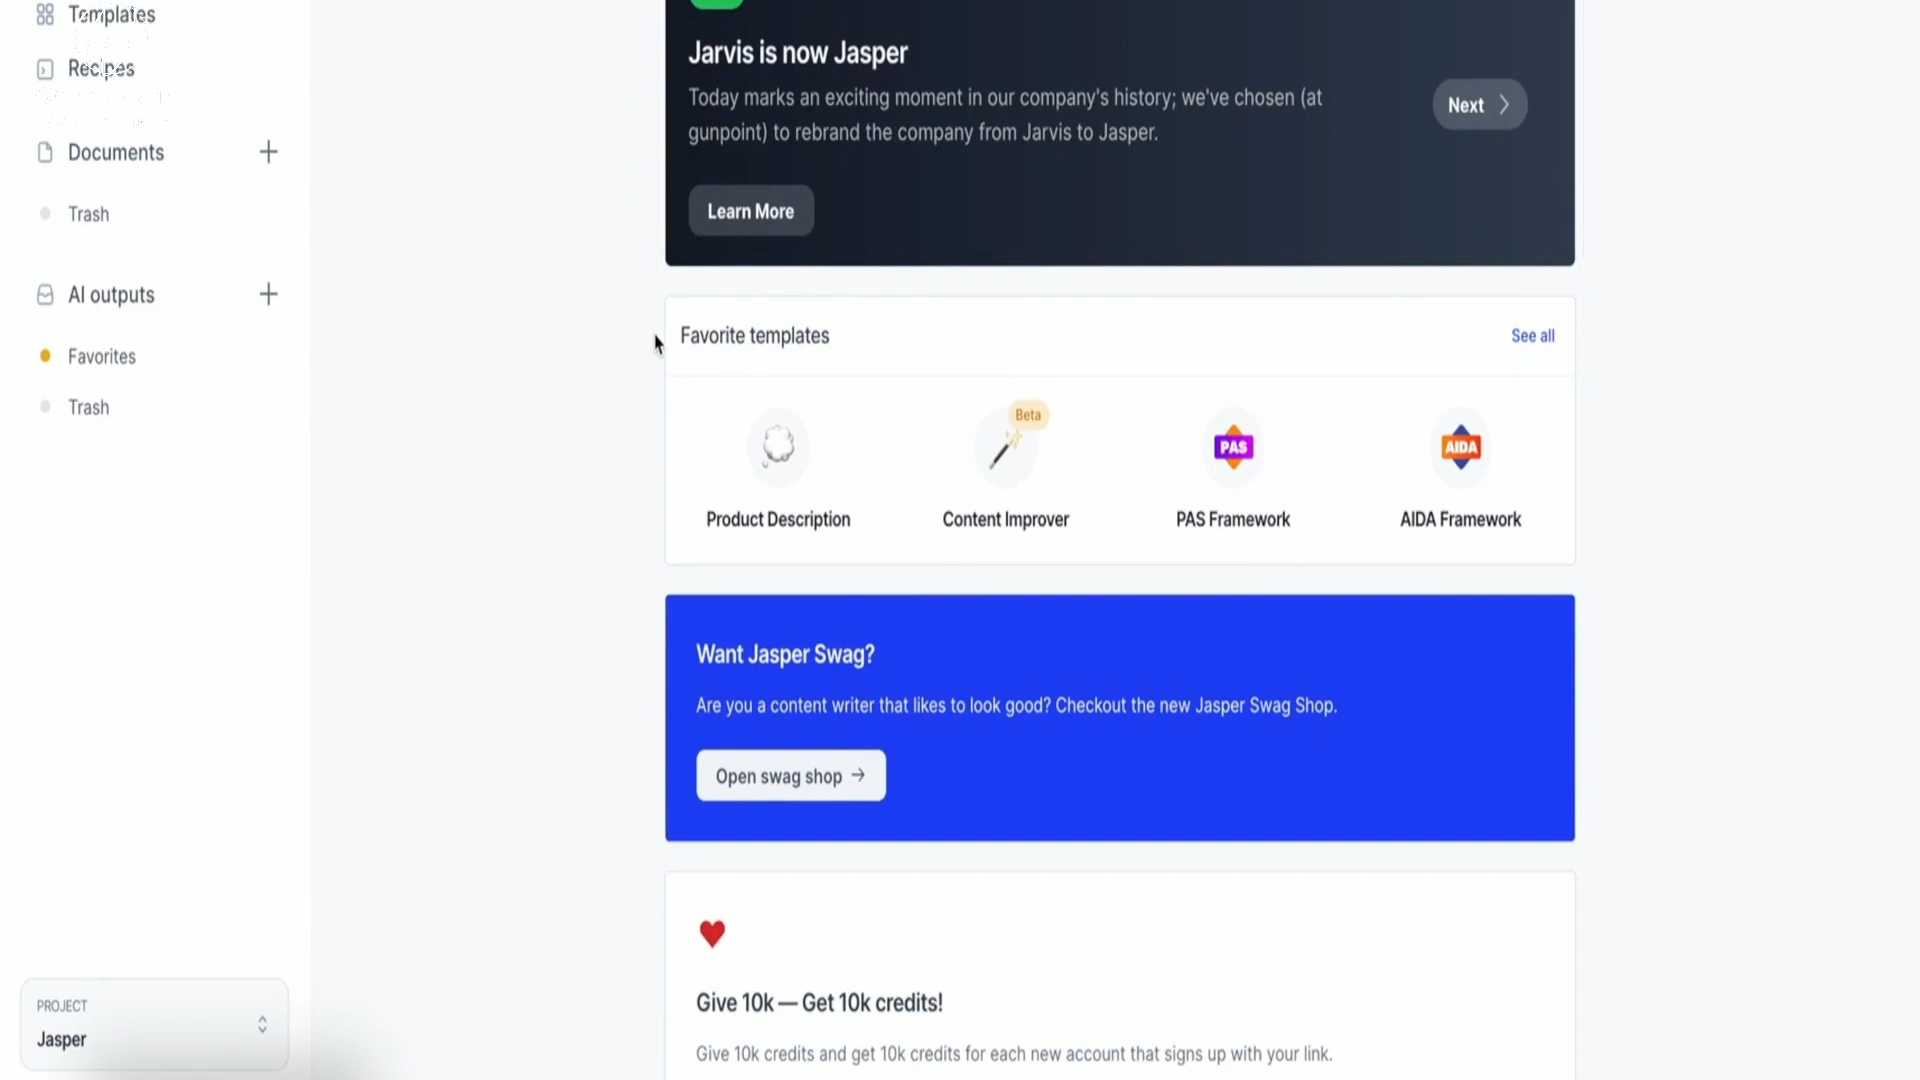 Templates
Recipes
Documents
Trash
AI outputs
Favorites
Trash
PROJECT
Jasper
Jarvis is now Jasper
Today marks an exciting moment in our company's history; we've chosen (at
gunpoint) to rebrand the company from Jarvis to Jasper.
Next
Learn More
Favorite templates
See all
Beta
PAS
AIDA
Product Description
Content Improver
PAS Framework
AIDA Framework
Want Jasper Swag?
Are you a content writer that likes to look good? Checkout the new Jasper Swag Shop.
Open swag shop →
Give 10k — Get 10k credits!
Give 10k credits and get 10k credits for each new account that signs up with your link.